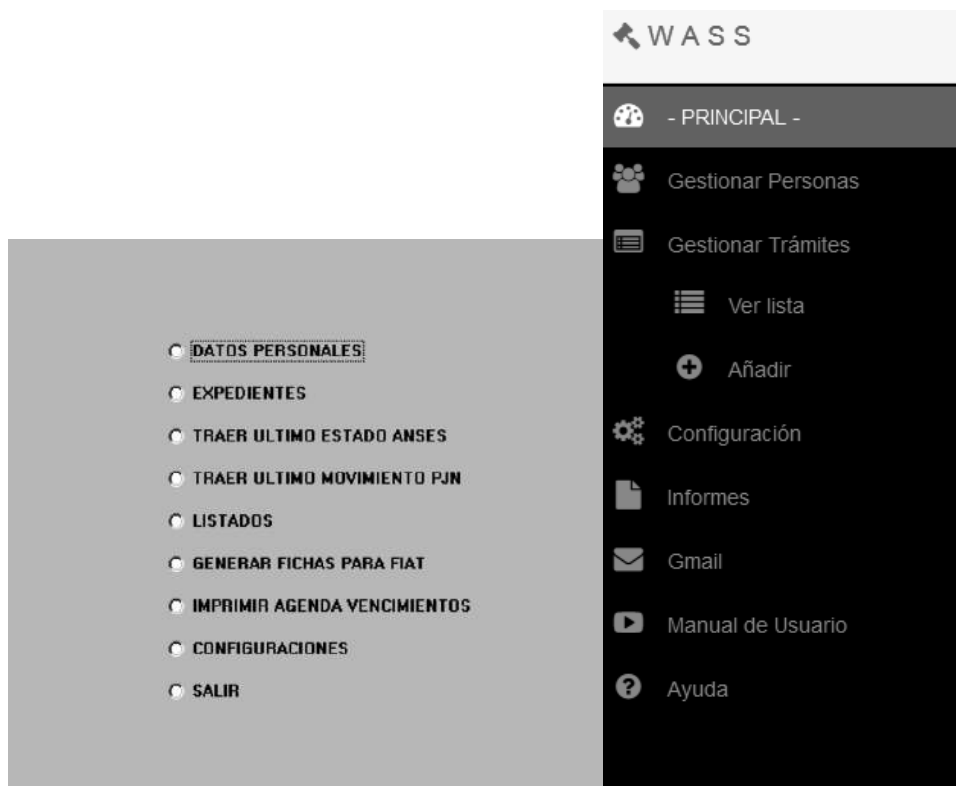 DATOS PERSONALES
EXPEDIENTES
TRAER ULTIMO ESTADO ANSES
TRAER ULTIMO MOVIMIENTO PJN
LISTADOS
GENERAR FICHAS PARA FIAT
IMPRIMIR AGENDA VENCIMIENTOS
CONFIGURACIONES
SALIR
W A S S
- PRINCIPAL -
Gestionar Personas
Gestionar Trámites
Ver lista
Añadir
Configuración
Informes
Gmail
Manual de Usuario
Ayuda